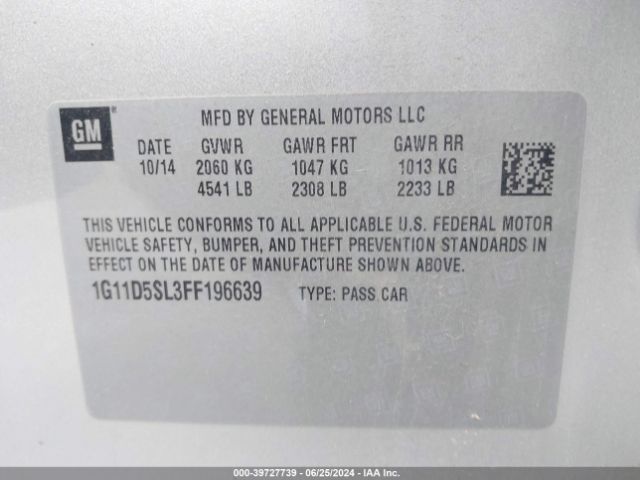 GM®
MFD BY GENERAL MOTORS LLC
DATE GVWR GAWR FRT GAWR RR
10/14 2060 KG 1047 KG 1013 KG
4541 LB 2308 LB 2233 LB
THIS VEHICLE CONFORMS TO ALL APPLICABLE U.S. FEDERAL MOTOR
VEHICLE SAFETY, BUMPER, AND THEFT PREVENTION STANDARDS IN
EFFECT ON THE DATE OF MANUFACTURE SHOWN ABOVE.
1G11D5SL3FF196639 TYPE: PASS CAR
000-39727739 - 06/25/2024 - IAA Inc.